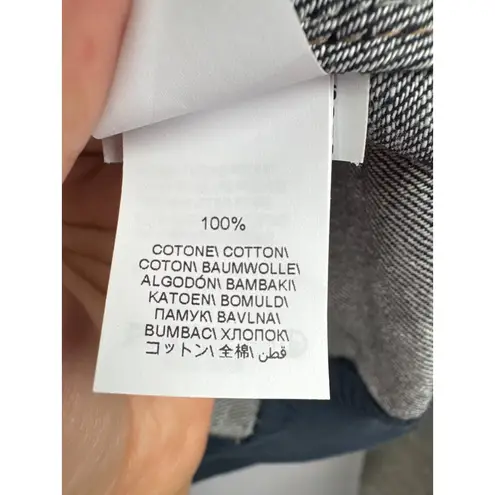 100%
COTONE\ COTTON\
COTON\ BAUMWOLLE\
ALGODÓN\ BAMBAKI\
KATOEN\ BOMULD\
ПАМУК\ BAVLNA\
BUMBAC\ ХЛОПОК\
コットン\ 全棉\ قطن